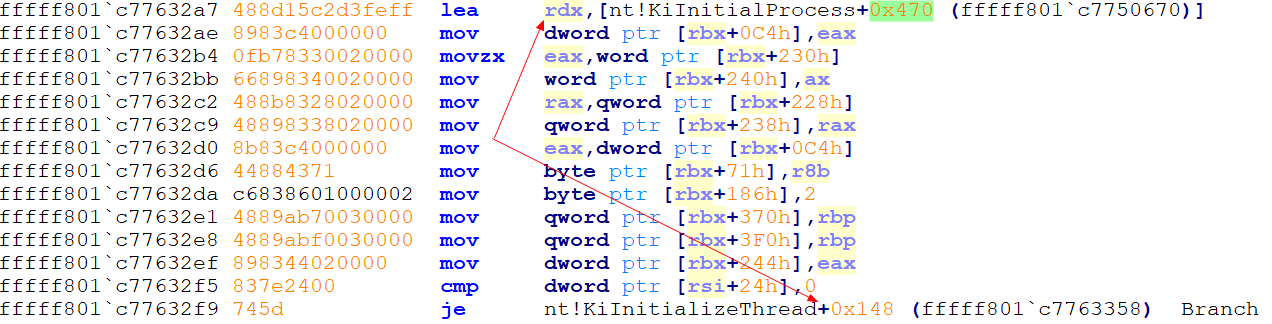 fffff801`c77632a7 488d15c2d3feff lea rdx,[nt!KiInitialProcess+0x470 (fffff801`c7750670)]
fffff801`c77632ae 8983c4000000 mov dword ptr [rbx+0C4h],eax
fffff801`c77632b4 0fb78330020000 movzx eax,word ptr [rbx+230h]
fffff801`c77632bb 66898340020000 mov word ptr [rbx+240h],ax
fffff801`c77632c2 488b8328020000 mov rax,qword ptr [rbx+228h]
fffff801`c77632c9 48898338020000 mov qword ptr [rbx+238h],rax
fffff801`c77632d0 8b83c4000000 mov eax,dword ptr [rbx+0C4h]
fffff801`c77632d6 44884371 mov byte ptr [rbx+71h],r8b
fffff801`c77632da c6838601000002 mov byte ptr [rbx+186h],2
fffff801`c77632e1 4889ab70030000 mov qword ptr [rbx+370h],rbp
fffff801`c77632e8 4889abf0030000 mov qword ptr [rbx+3F0h],rbp
fffff801`c77632ef 898344020000 mov dword ptr [rbx+244h],eax
fffff801`c77632f5 837e2400 cmp dword ptr [rsi+24h],0
fffff801`c77632f9 745d je nt!KiInitializeThread+0x148 (fffff801`c7763358) Branch